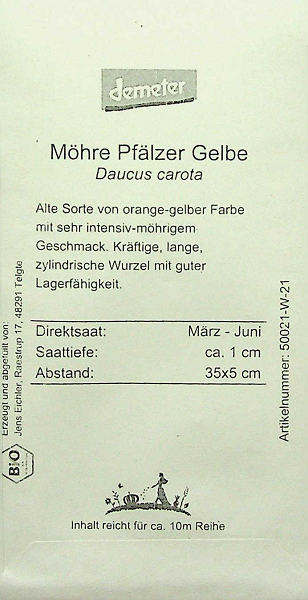 demeter
Möhre Pfälzer Gelbe
Daucus carota
Alte Sorte von orange-gelber Farbe
mit sehr intensiv-möhrigem
Geschmack. Kräftige, lange,
zylindrische Wurzel mit guter
Lagerfähigkeit.
Direktsaat: März - Juni
Saattiefe: ca. 1 cm
Abstand: 35x5 cm
Erzeugt und abgefüllt von:
Jens Eichler, Raestrup 17, 48291 Telgte
BIO
Artikelnummer: 50021-W-21
Inhalt reicht für ca. 10m Reihe